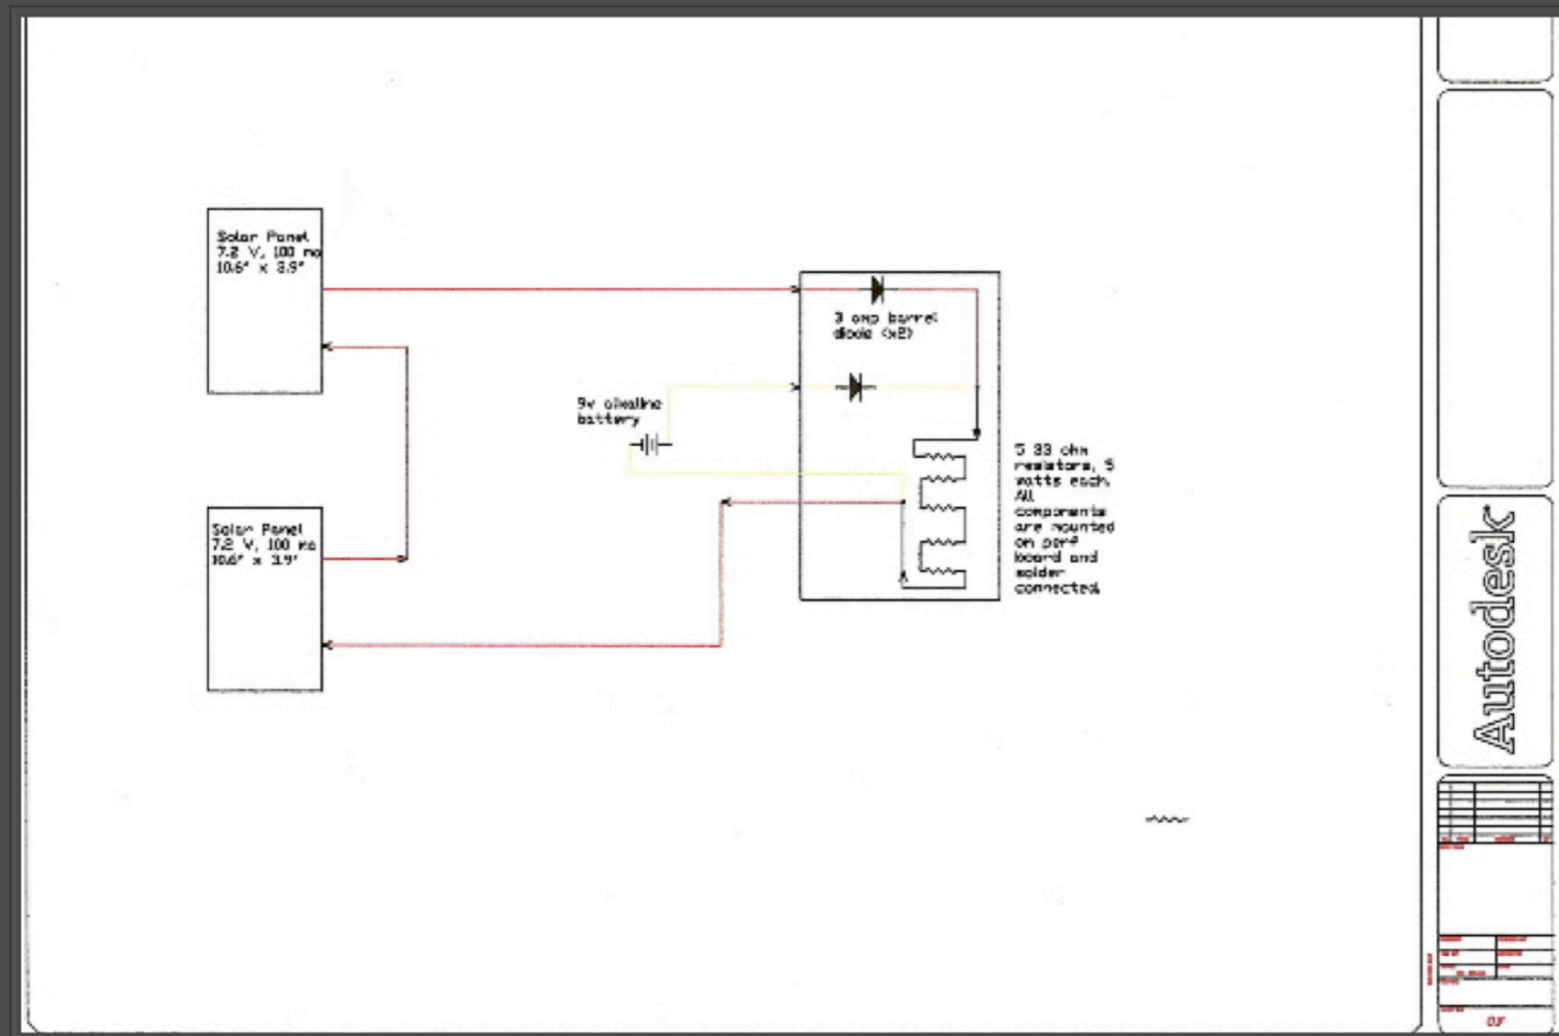 Solar Panel
7.2 V, 100 ma
10.6" x 3.9"
3 amp barrel
diode (x2)
9v alkaline
battery
5 33 ohm
resistors, 5
watts each.
All
components
are mounted
on perf
board and
solder
connected.
Solar Panel
7.2 V, 100 ma
10.6" x 3.9"
Autodesk